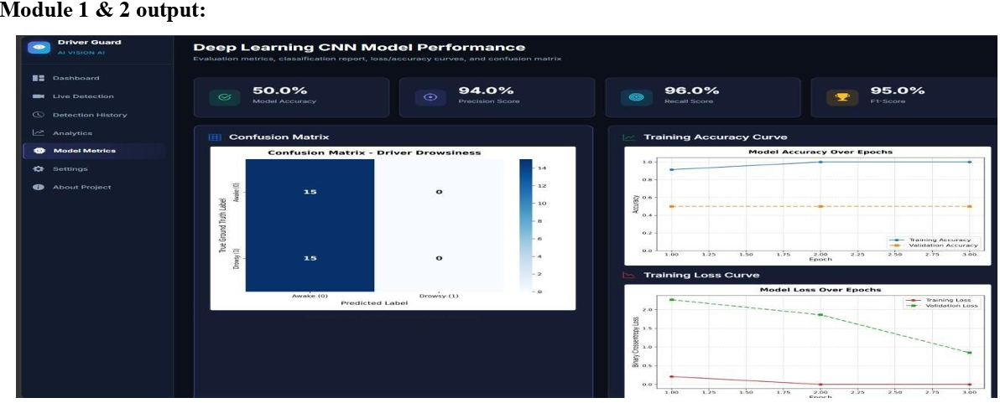 Module 1 & 2 output:
Driver Guard
AI VISION AI
Dashboard
Live Detection
Detection History
Analytics
Model Metrics
Settings
About Project
Deep Learning CNN Model Performance
Evaluation metrics, classification report, loss/accuracy curves, and confusion matrix
50.0%
Model Accuracy
94.0%
Precision Score
96.0%
Recall Score
95.0%
F1-Score
Confusion Matrix
Confusion Matrix - Driver Drowsiness
True Ground Truth Label
Awake (0)
Drowsy (1)
15
0
15
0
Awake (0)
Drowsy (1)
Predicted Label
14
12
10
8
6
4
2
0
Training Accuracy Curve
Model Accuracy Over Epochs
Accuracy
1.0
0.8
0.6
0.4
0.2
0.0
Training Accuracy
Validation Accuracy
1.00 1.25 1.50 1.75 2.00 2.25 2.50 2.75 3.00
Epoch
Training Loss Curve
Model Loss Over Epochs
Binary Crossentropy Loss
2.0
1.5
1.0
0.5
0.0
Training Loss
Validation Loss
1.00 1.25 1.50 1.75 2.00 2.25 2.50 2.75 3.00